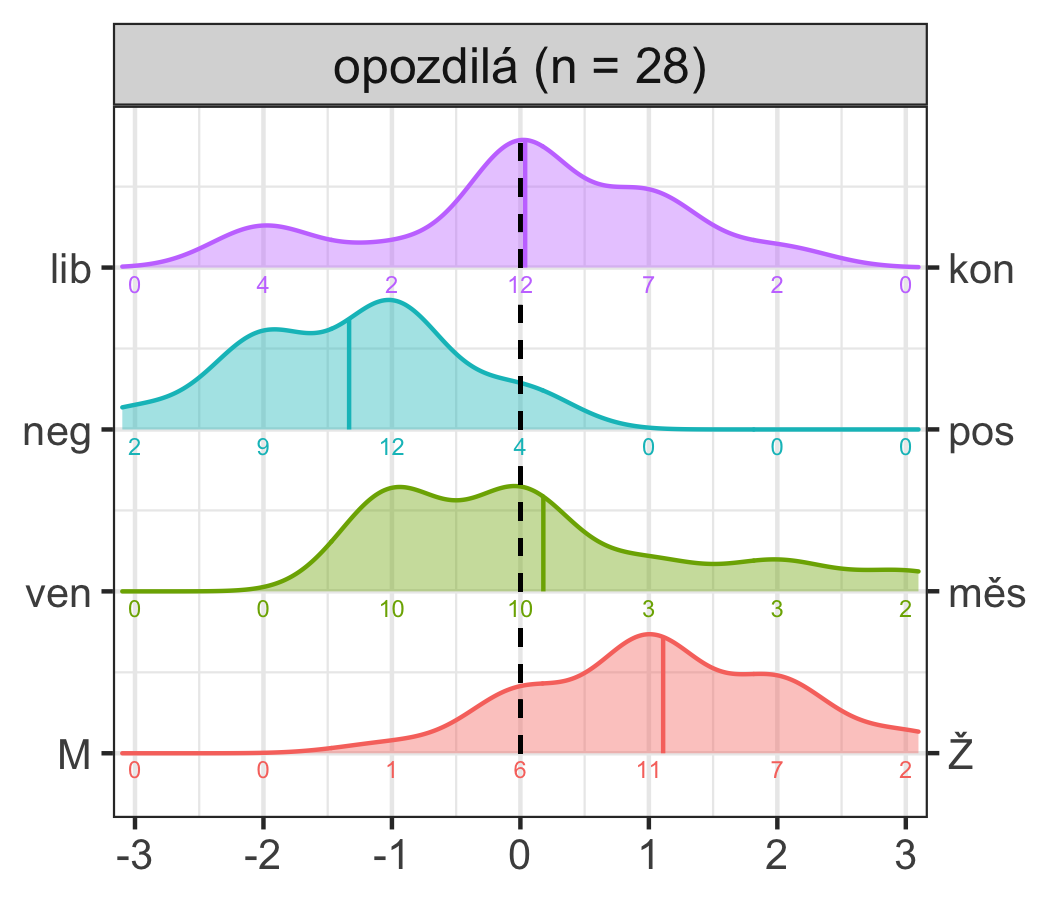 opozdilá (n = 28)
lib kon
0 4 2 12 7 2 0
neg pos
2 9 12 4 0 0 0
ven měs
0 0 10 10 3 3 2
M Ž
0 0 1 6 11 7 2
-3 -2 -1 0 1 2 3